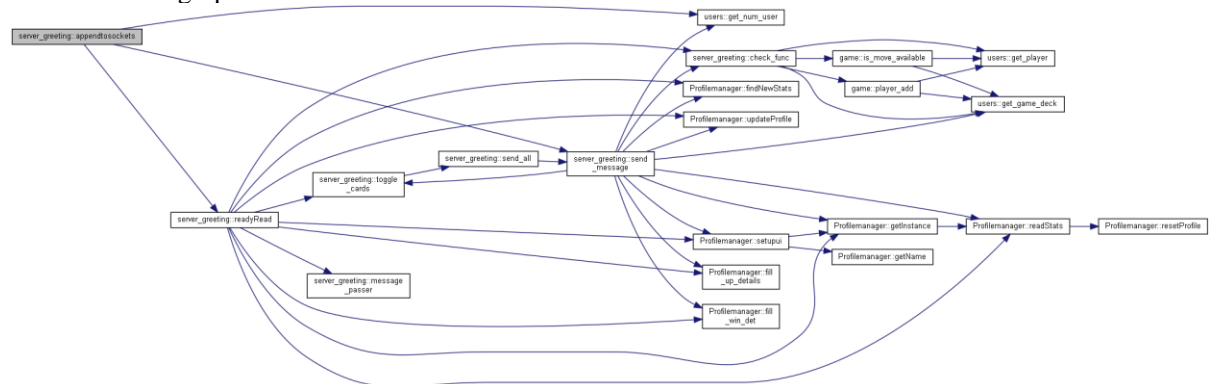 server_greeting::appendtosockets
users::get_num_user
server_greeting::check_func
game::is_move_available
users::get_player
Profilemanager::findNewStats
game::player_add
users::get_game_deck
Profilemanager::updateProfile
server_greeting::send_all
server_greeting::send
_message
server_greeting::toggle
_cards
server_greeting::readyRead
Profilemanager::setupui
Profilemanager::getInstance
Profilemanager::readStats
Profilemanager::resetProfile
Profilemanager::getName
server_greeting::message
_passer
Profilemanager::fill
_up_details
Profilemanager::fill
_win_det